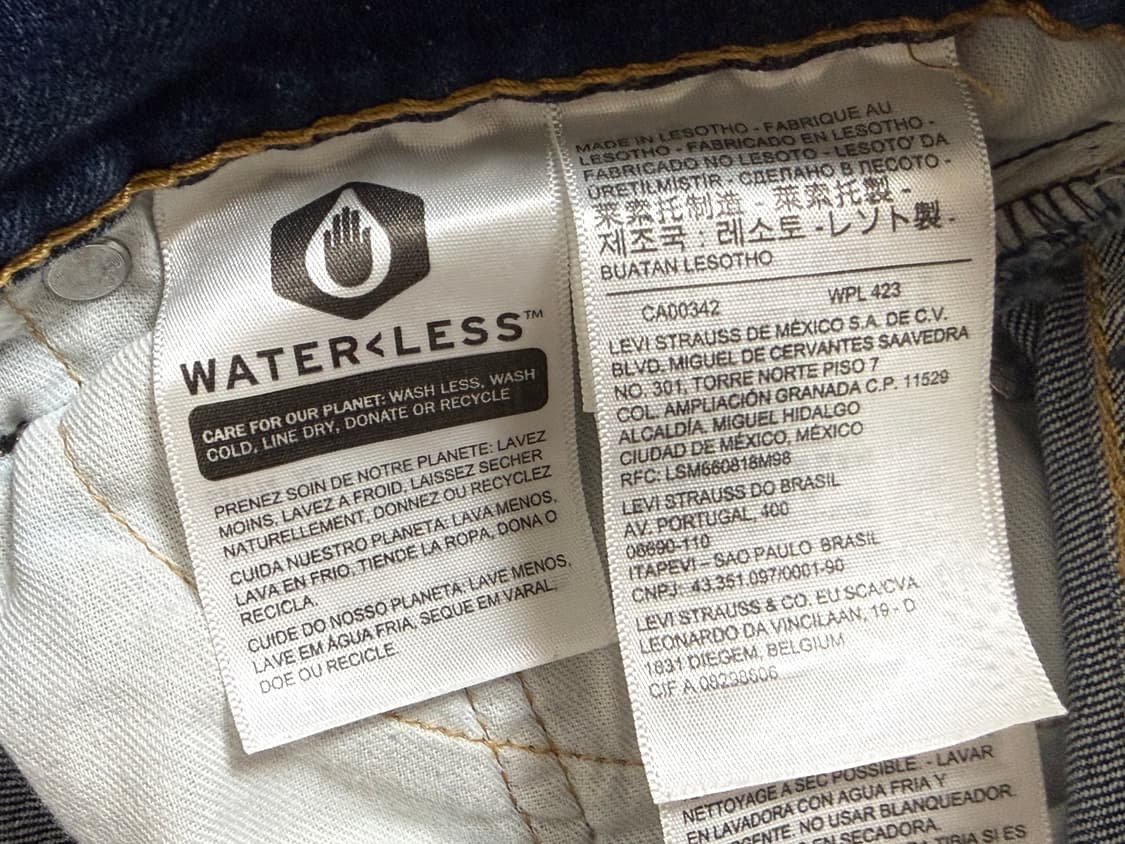 WATER<LESS™
CARE FOR OUR PLANET: WASH LESS, WASH
COLD, LINE DRY, DONATE OR RECYCLE
PRENEZ SOIN DE NOTRE PLANETE: LAVEZ
MOINS, LAVEZ A FROID, LAISSEZ SECHER
NATURELLEMENT, DONNEZ OU RECYCLEZ
CUIDA NUESTRO PLANETA: LAVA MENOS,
LAVA EN FRIO, TIENDE LA ROPA, DONA O
RECICLA.
CUIDE DO NOSSO PLANETA: LAVE MENOS,
LAVE EM ÁGUA FRIA, SEQUE EM VARAL,
DOE OU RECICLE.
MADE IN LESOTHO - FABRIQUE AU
LESOTHO - FABRICADO EN LESOTHO -
FABRICADO NO LESOTO - LESOTO' DA
ÜRETILMISTIR - СДЕЛАНО В ЛЕСОТО -
莱索托制造 - 萊索托製 -
제조국 : 레소토 -レソト製 -
BUATAN LESOTHO
CA00342 WPL 423
LEVI STRAUSS DE MÉXICO S.A. DE C.V.
BLVD. MIGUEL DE CERVANTES SAAVEDRA
NO. 301, TORRE NORTE PISO 7
COL. AMPLIACIÓN GRANADA C.P. 11529
ALCALDÍA. MIGUEL HIDALGO
CIUDAD DE MÉXICO, MÉXICO
RFC: LSM660818M98
LEVI STRAUSS DO BRASIL
AV. PORTUGAL, 400
06690-110
ITAPEVI – SAO PAULO BRASIL
CNPJ: 43.351.097/0001-90
LEVI STRAUSS & CO. EU SCA/CVA
LEONARDO DA VINCILAAN, 19 - D
1831 DIEGEM, BELGIUM
CIF A 08298606
NETTOYAGE A SEC POSSIBLE. - LAVAR
EN LAVADORA CON AGUA FRIA Y
NO USAR BLANQUEADOR.
EN SECADORA.
TIBIA SI ES